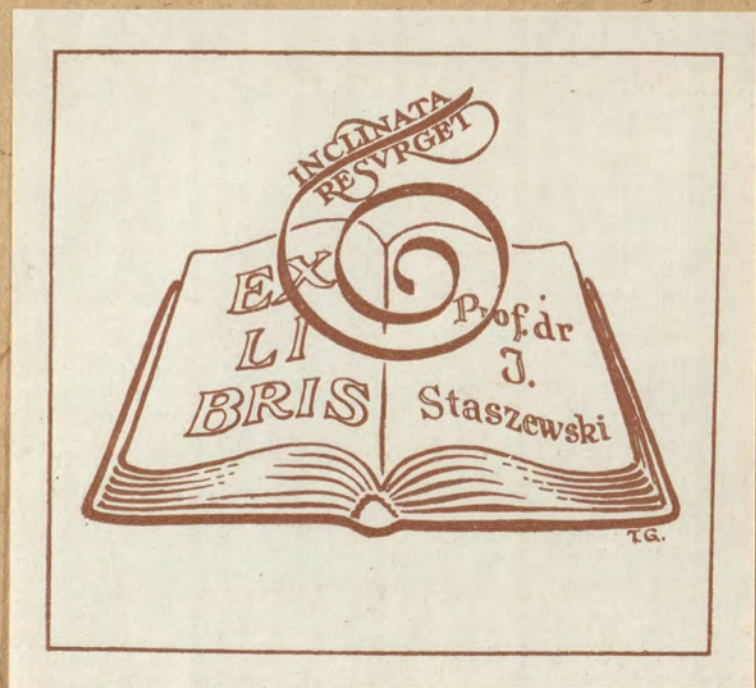 INCLINATA
RESVRGET
EX
LI
BRIS
Prof. dr
J.
Staszewski
T.G.